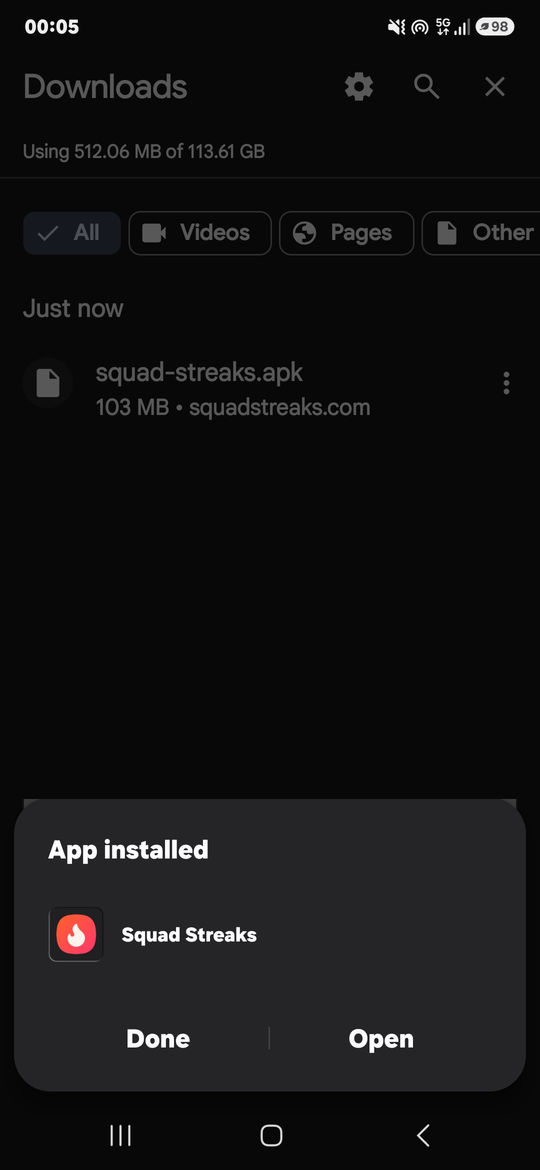 00:05
5G
98
Downloads
Using 512.06 MB of 113.61 GB
All
Videos
Pages
Other
Just now
squad-streaks.apk
103 MB • squadstreaks.com
App installed
Squad Streaks
Done
Open